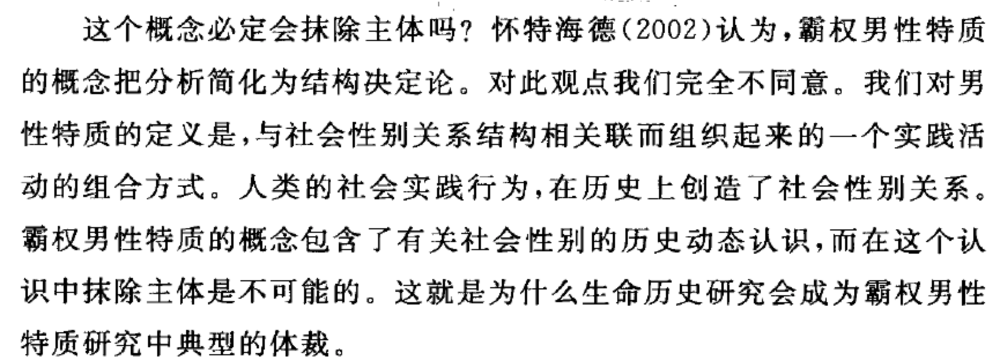 这个概念必定会抹除主体吗？怀特海德（2002）认为，霸权男性特质
的概念把分析简化为结构决定论。对此观点我们完全不同意。我们对男
性特质的定义是，与社会性别关系结构相关联而组织起来的一个实践活
动的组合方式。人类的社会实践行为，在历史上创造了社会性别关系。
霸权男性特质的概念包含了有关社会性别的历史动态认识，而在这个认
识中抹除主体是不可能的。这就是为什么生命历史研究会成为霸权男性
特质研究中典型的体裁。